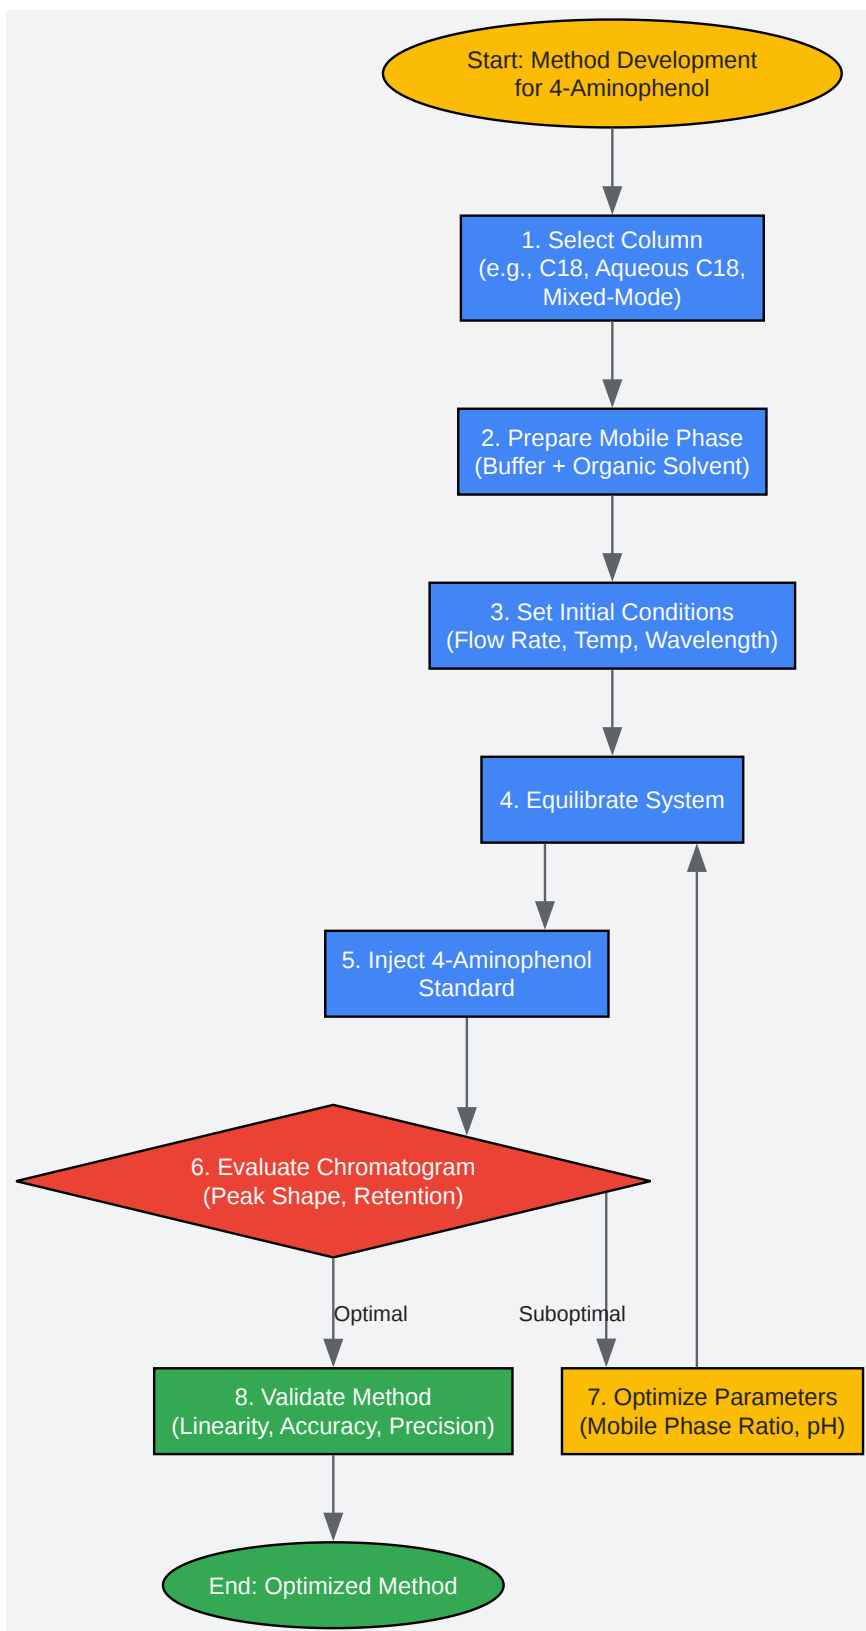 Start: Method Development
for 4-Aminophenol
1. Select Column
(e.g., C18, Aqueous C18,
Mixed-Mode)
2. Prepare Mobile Phase
(Buffer + Organic Solvent)
3. Set Initial Conditions
(Flow Rate, Temp, Wavelength)
4. Equilibrate System
5. Inject 4-Aminophenol
Standard
6. Evaluate Chromatogram
(Peak Shape, Retention)
Optimal
Suboptimal
8. Validate Method
(Linearity, Accuracy, Precision)
7. Optimize Parameters
(Mobile Phase Ratio, pH)
End: Optimized Method